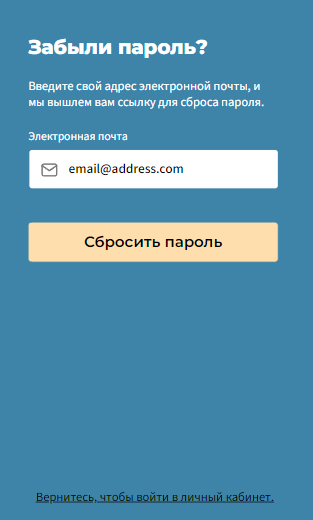 Забыли пароль?
Введите свой адрес электронной почты, и
мы вышлем вам ссылку для сброса пароля.
Электронная почта
email@address.com
Сбросить пароль
Вернитесь, чтобы войти в личный кабинет.